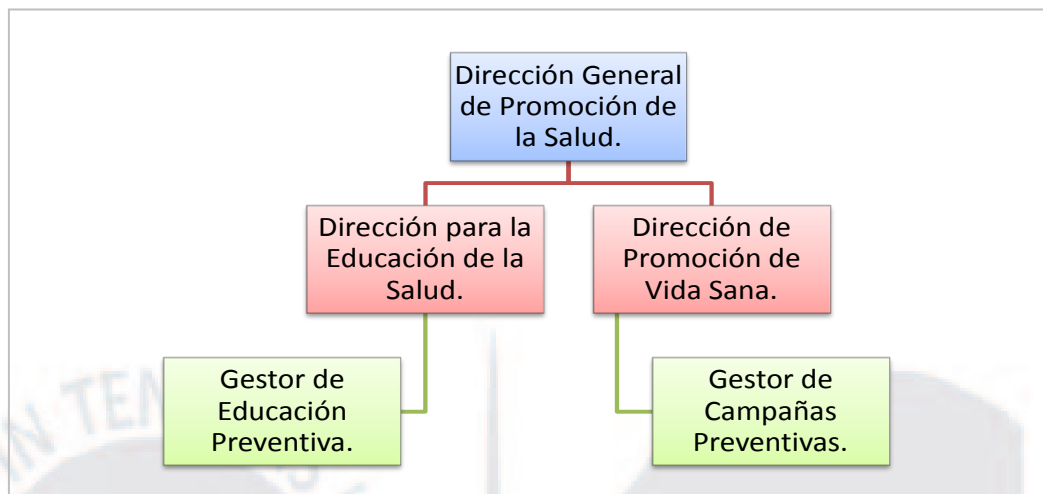 Dirección General
de Promoción de
la Salud.
Dirección para la
Educación de la
Salud.
Dirección de
Promoción de
Vida Sana.
Gestor de
Educación
Preventiva.
Gestor de
Campañas
Preventivas.